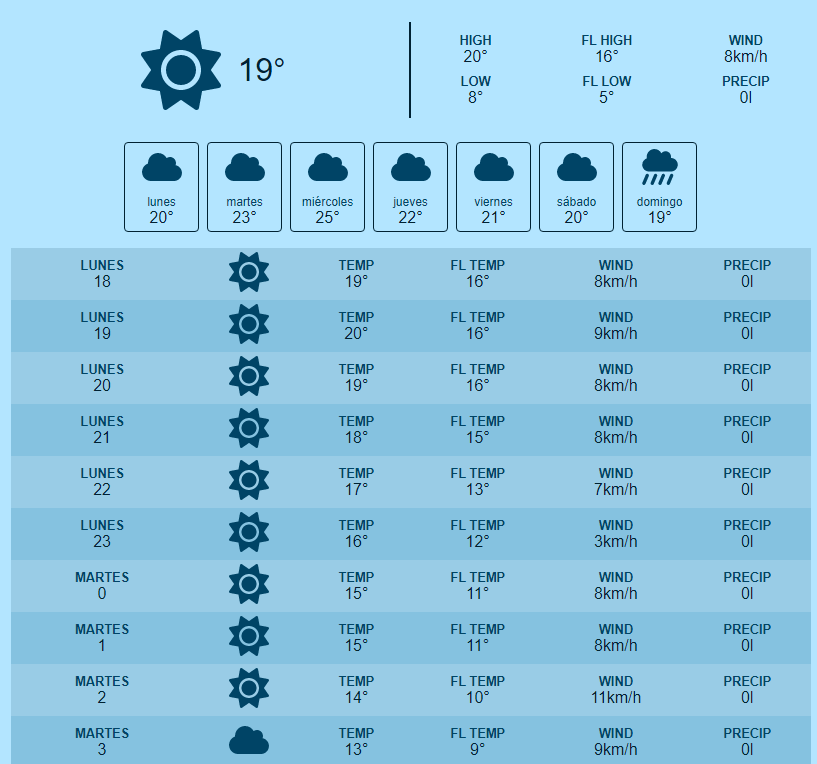 19°
HIGH FL HIGH WIND
20° 16° 8km/h
LOW FL LOW PRECIP
8° 5° 0l
lunes martes miércoles jueves viernes sábado domingo
20° 23° 25° 22° 21° 20° 19°
LUNES TEMP FL TEMP WIND PRECIP
18 19° 16° 8km/h 0l
LUNES TEMP FL TEMP WIND PRECIP
19 20° 16° 9km/h 0l
LUNES TEMP FL TEMP WIND PRECIP
20 19° 16° 8km/h 0l
LUNES TEMP FL TEMP WIND PRECIP
21 18° 15° 8km/h 0l
LUNES TEMP FL TEMP WIND PRECIP
22 17° 13° 7km/h 0l
LUNES TEMP FL TEMP WIND PRECIP
23 16° 12° 3km/h 0l
MARTES TEMP FL TEMP WIND PRECIP
0 15° 11° 8km/h 0l
MARTES TEMP FL TEMP WIND PRECIP
1 15° 11° 8km/h 0l
MARTES TEMP FL TEMP WIND PRECIP
2 14° 10° 11km/h 0l
MARTES TEMP FL TEMP WIND PRECIP
3 13° 9° 9km/h 0l